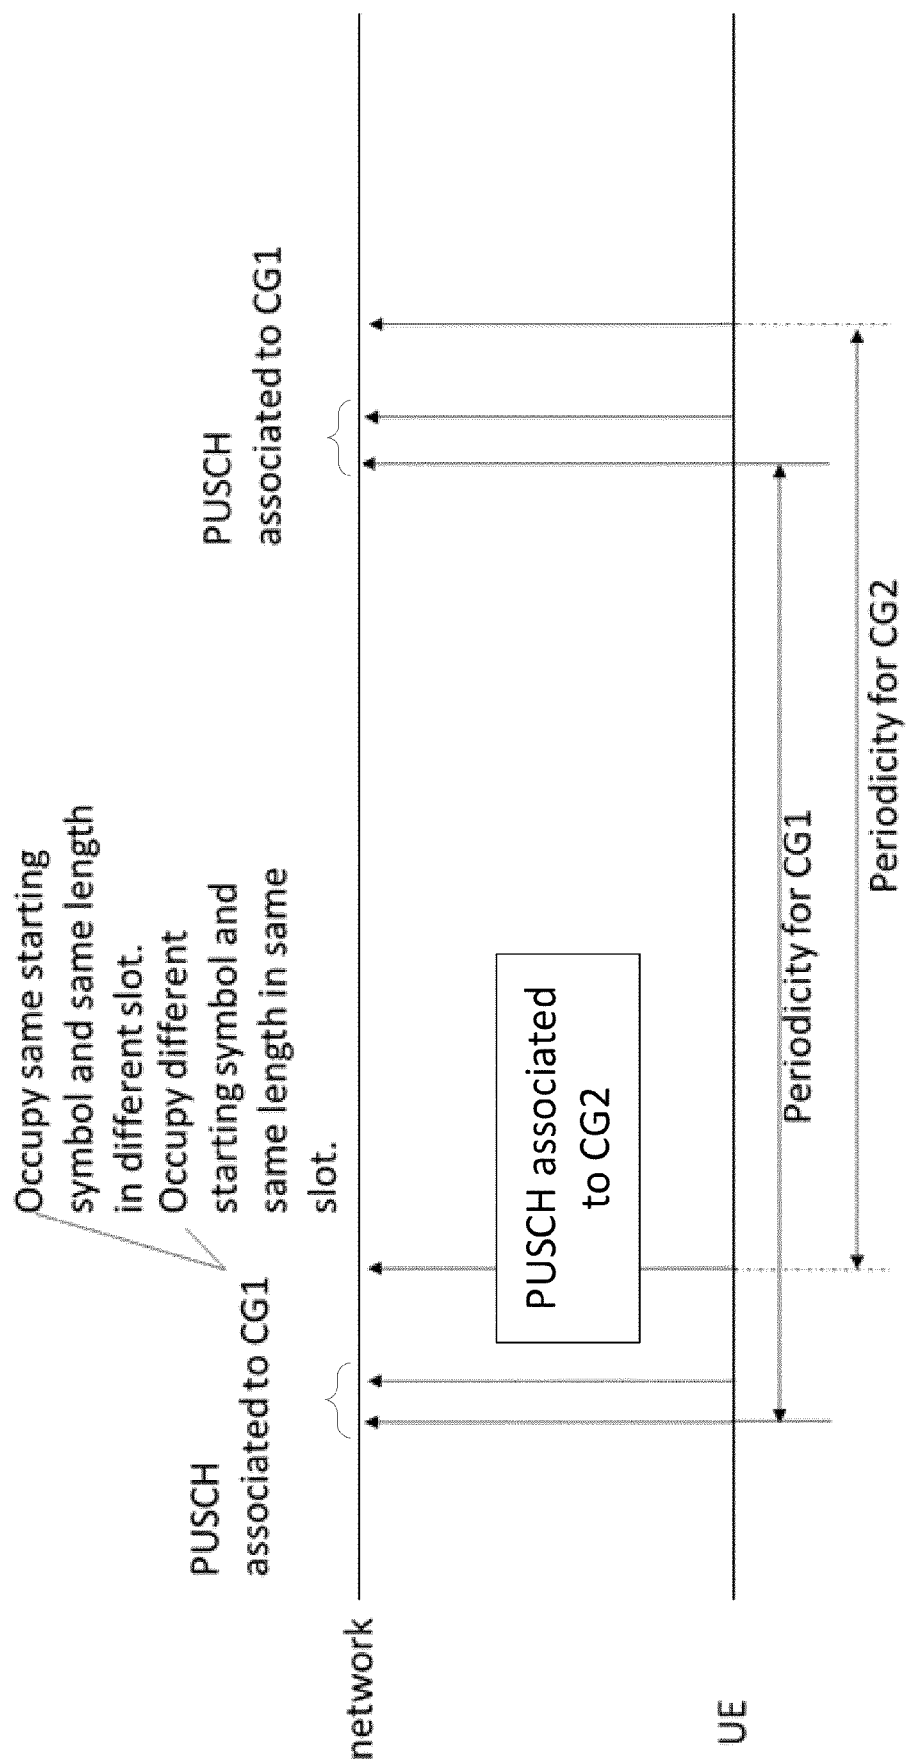 Occupy same starting
symbol and same length
in different slot.
Occupy different
starting symbol and
same length in same
slot.
PUSCH
associated to CG1
PUSCH
associated to CG1
network
PUSCH associated
to CG2
UE
Periodicity for CG1
Periodicity for CG2